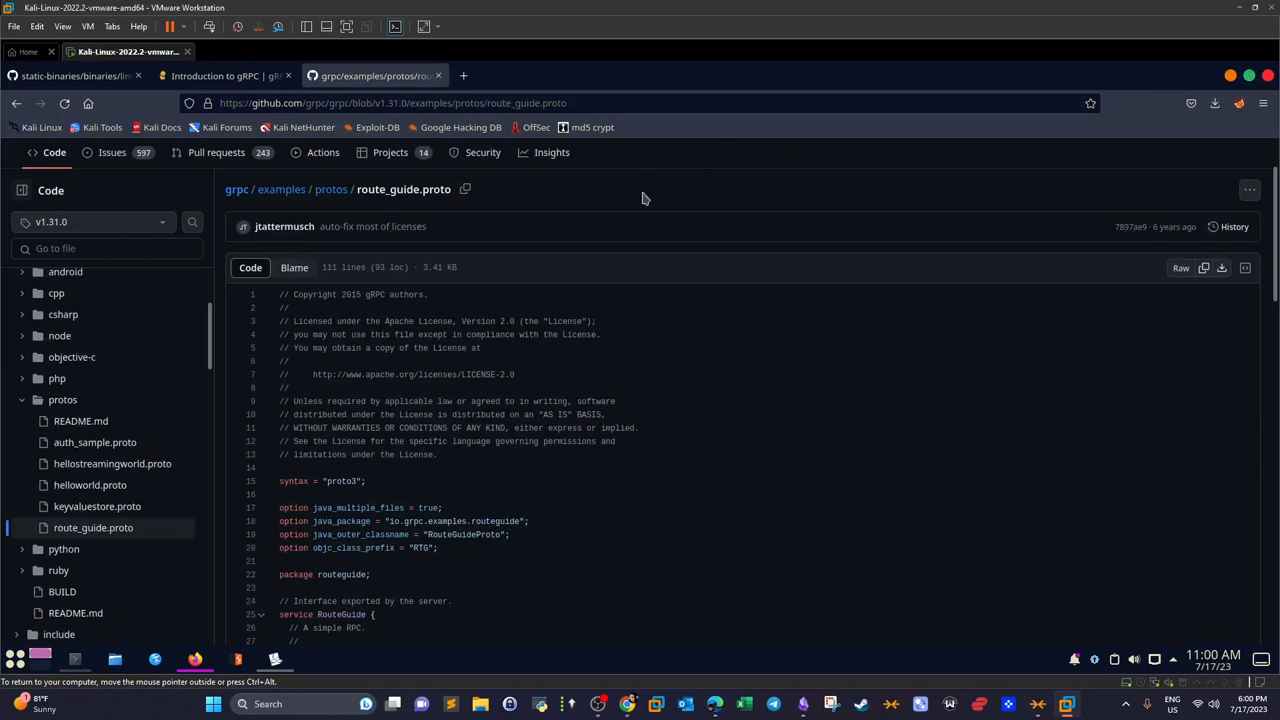 Kali-Linux-2022.2-vmware-amd64 - VMware Workstation
File Edit View VM Tabs Help
Home Kali-Linux-2022.2-vmwar...
static-binaries/binaries/lin Introduction to gRPC | gR grpc/examples/protos/rou
https://github.com/grpc/grpc/blob/v1.31.0/examples/protos/route_guide.proto
Kali Linux Kali Tools Kali Docs Kali Forums Kali NetHunter Exploit-DB Google Hacking DB OffSec md5 crypt
Code Issues 597 Pull requests 243 Actions Projects 14 Security Insights
Code
v1.31.0
Go to file
android
cpp
csharp
node
objective-c
php
protos
README.md
auth_sample.proto
hellostreamingworld.proto
helloworld.proto
keyvaluestore.proto
route_guide.proto
python
ruby
BUILD
README.md
include
grpc / examples / protos / route_guide.proto
JT jtattermusch auto-fix most of licenses 7897ae9 · 6 years ago History
Code Blame 111 lines (93 loc) · 3.41 KB Raw
1 // Copyright 2015 gRPC authors.
2 //
3 // Licensed under the Apache License, Version 2.0 (the "License");
4 // you may not use this file except in compliance with the License.
5 // You may obtain a copy of the License at
6 //
7 // http://www.apache.org/licenses/LICENSE-2.0
8 //
9 // Unless required by applicable law or agreed to in writing, software
10 // distributed under the License is distributed on an "AS IS" BASIS,
11 // WITHOUT WARRANTIES OR CONDITIONS OF ANY KIND, either express or implied.
12 // See the License for the specific language governing permissions and
13 // limitations under the License.
14
15 syntax = "proto3";
16
17 option java_multiple_files = true;
18 option java_package = "io.grpc.examples.routeguide";
19 option java_outer_classname = "RouteGuideProto";
20 option objc_class_prefix = "RTG";
21
22 package routeguide;
23
24 // Interface exported by the server.
25 service RouteGuide {
26 // A simple RPC.
27 //
11:00 AM
7/17/23
To return to your computer, move the mouse pointer outside or press Ctrl+Alt.
81°F
Sunny
Search
ENG
US
6:00 PM
7/17/2023